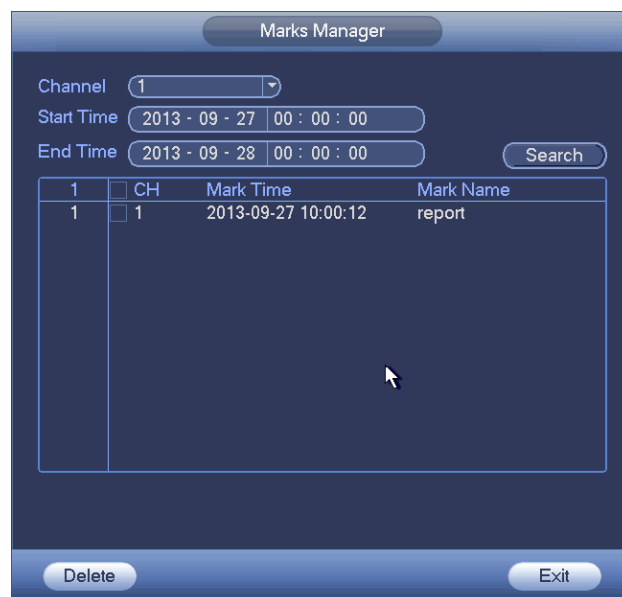 Marks Manager
Channel 1
Start Time 2013 - 09 - 27 00 : 00 : 00
End Time 2013 - 09 - 28 00 : 00 : 00
Search
1 CH Mark Time Mark Name
1 1 2013-09-27 10:00:12 report
Delete Exit